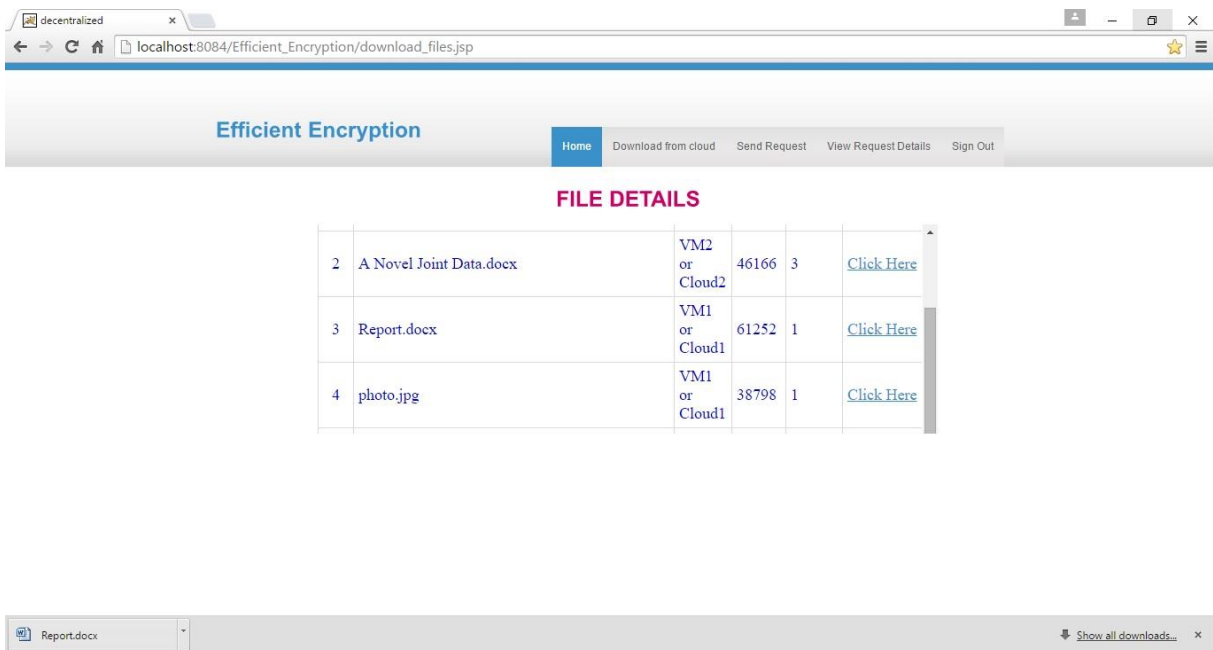 decentralized
localhost:8084/Efficient_Encryption/download_files.jsp
Efficient Encryption
Home Download from cloud Send Request View Request Details Sign Out
FILE DETAILS
2 A Novel Joint Data.docx VM2 or Cloud2 46166 3 Click Here
3 Report.docx VM1 or Cloud1 61252 1 Click Here
4 photo.jpg VM1 or Cloud1 38798 1 Click Here
Report.docx Show all downloads...